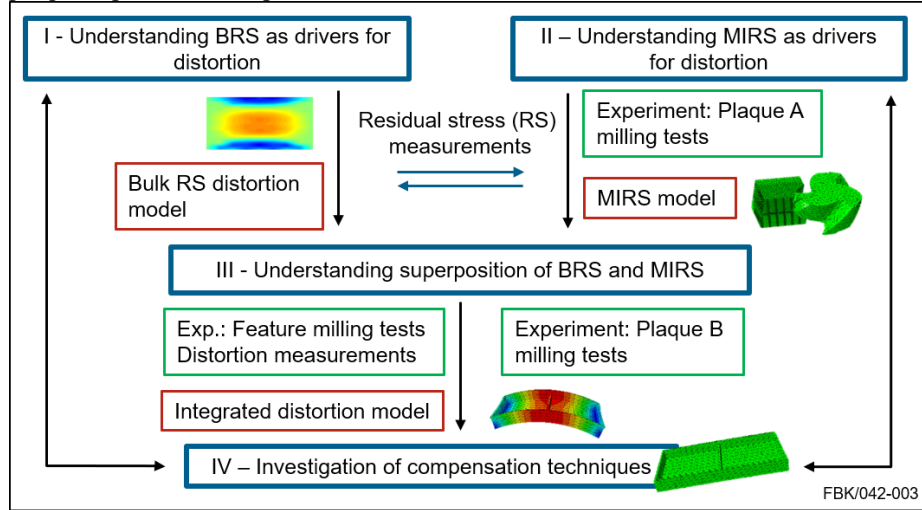 I - Understanding BRS as drivers for
distortion
II – Understanding MIRS as drivers
for distortion
Residual stress (RS)
measurements
Experiment: Plaque A
milling tests
Bulk RS distortion
model
MIRS model
III - Understanding superposition of BRS and MIRS
Exp.: Feature milling tests
Distortion measurements
Experiment: Plaque B
milling tests
Integrated distortion model
IV – Investigation of compensation techniques
FBK/042-003